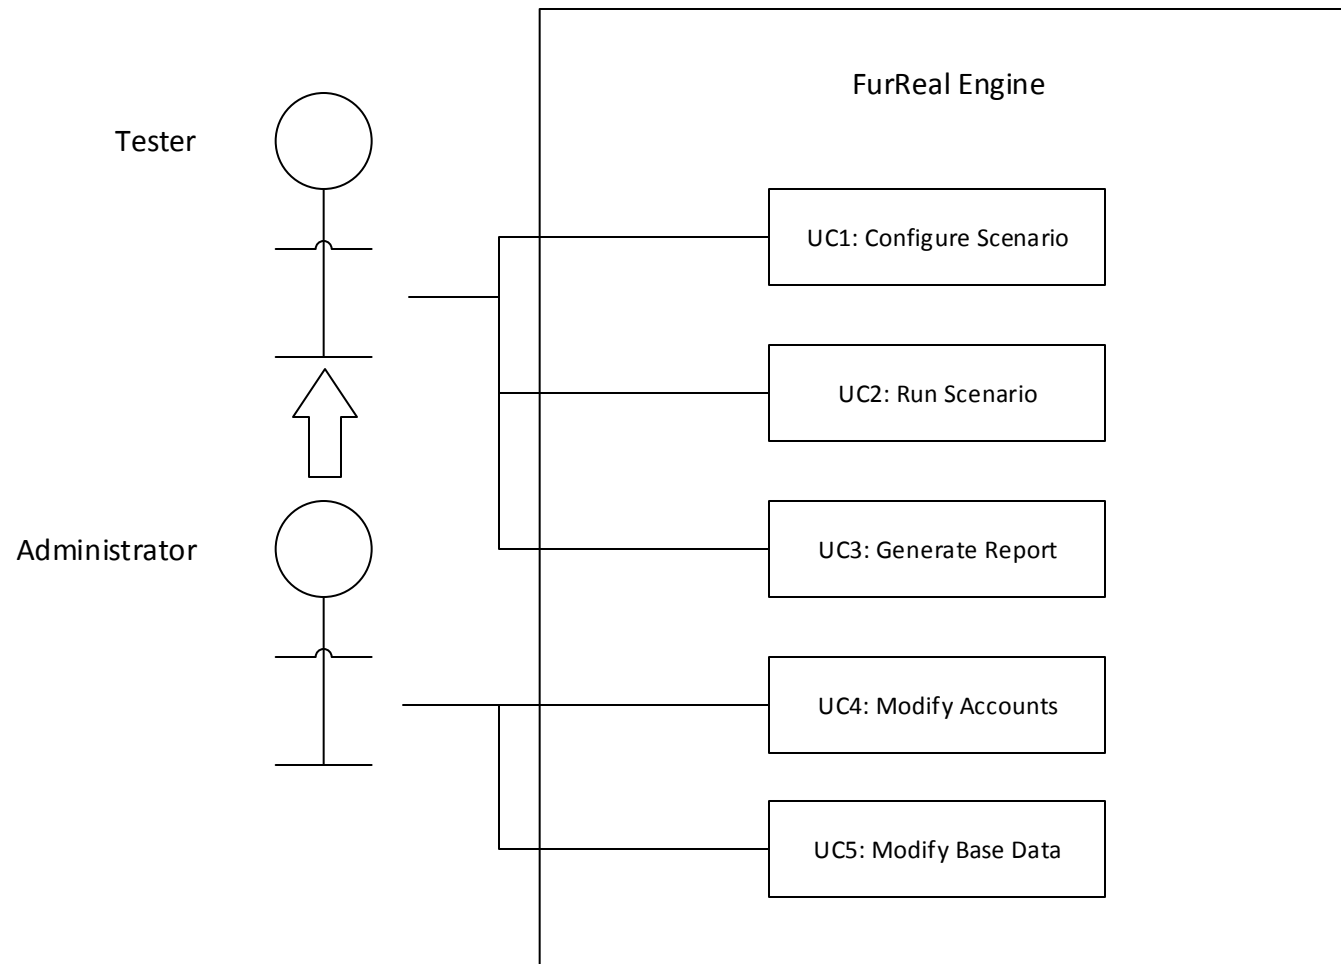 FurReal Engine
Tester
UC1: Configure Scenario
UC2: Run Scenario
Administrator
UC3: Generate Report
UC4: Modify Accounts
UC5: Modify Base Data